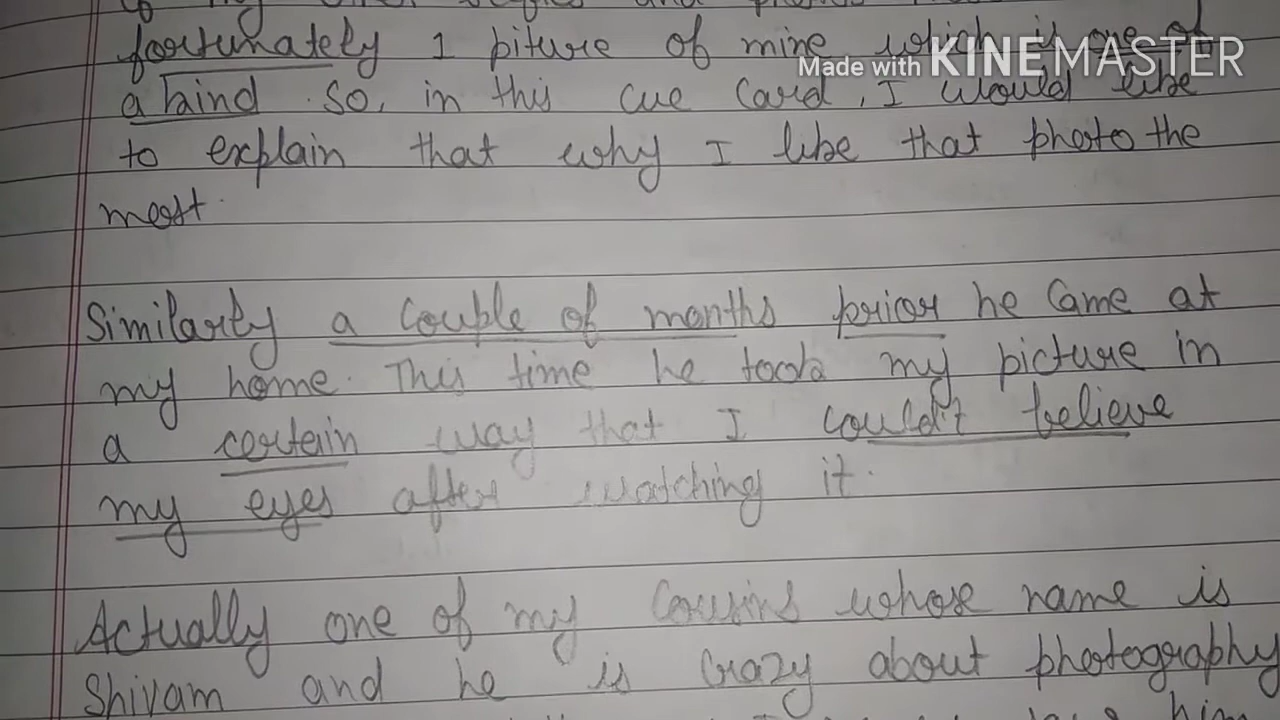 fortunately 1 piture of mine which is one of
Made with KINEMASTER
a kind so, in this cue card, I would like
to explain that why I like that photo the
most.
Similarly a couple of months prior he came at
my home. This time he took my picture in
a certain way that I couldn't believe
my eyes after watching it.
Actually one of my cousins whose name is
Shivam and he is crazy about photography
him